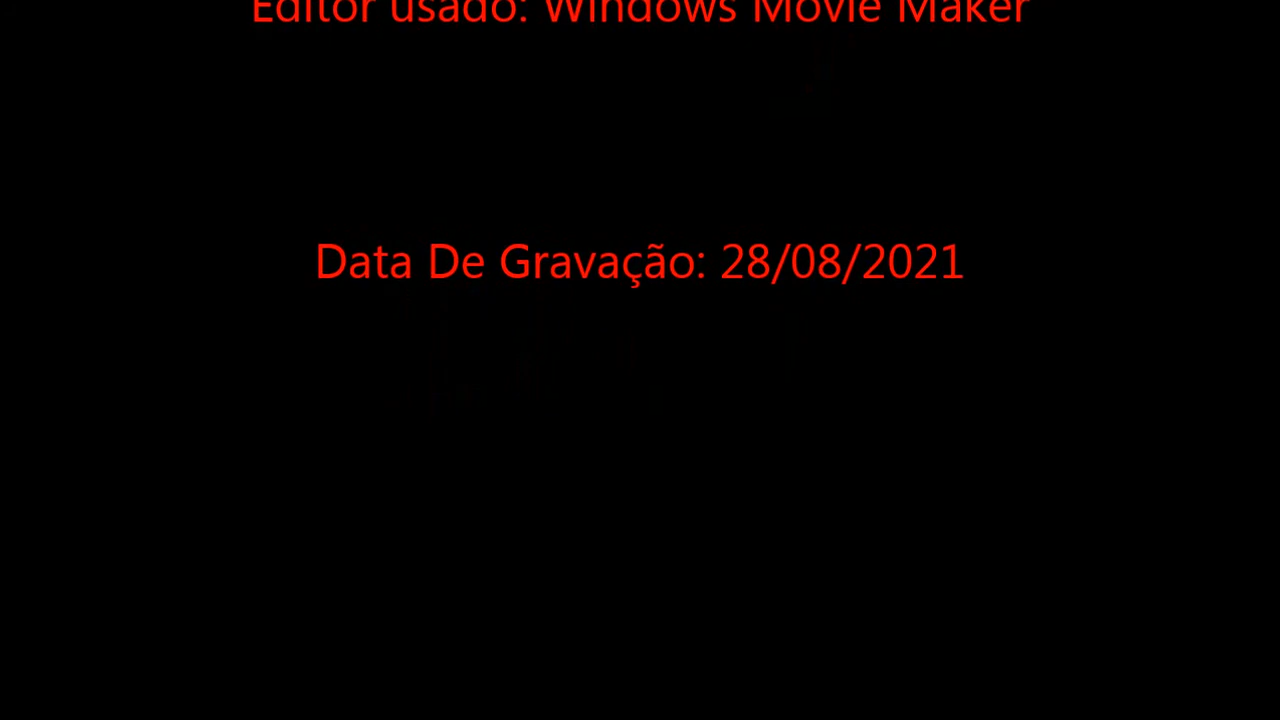 Editor usado: Windows Movie Maker
Data De Gravação: 28/08/2021